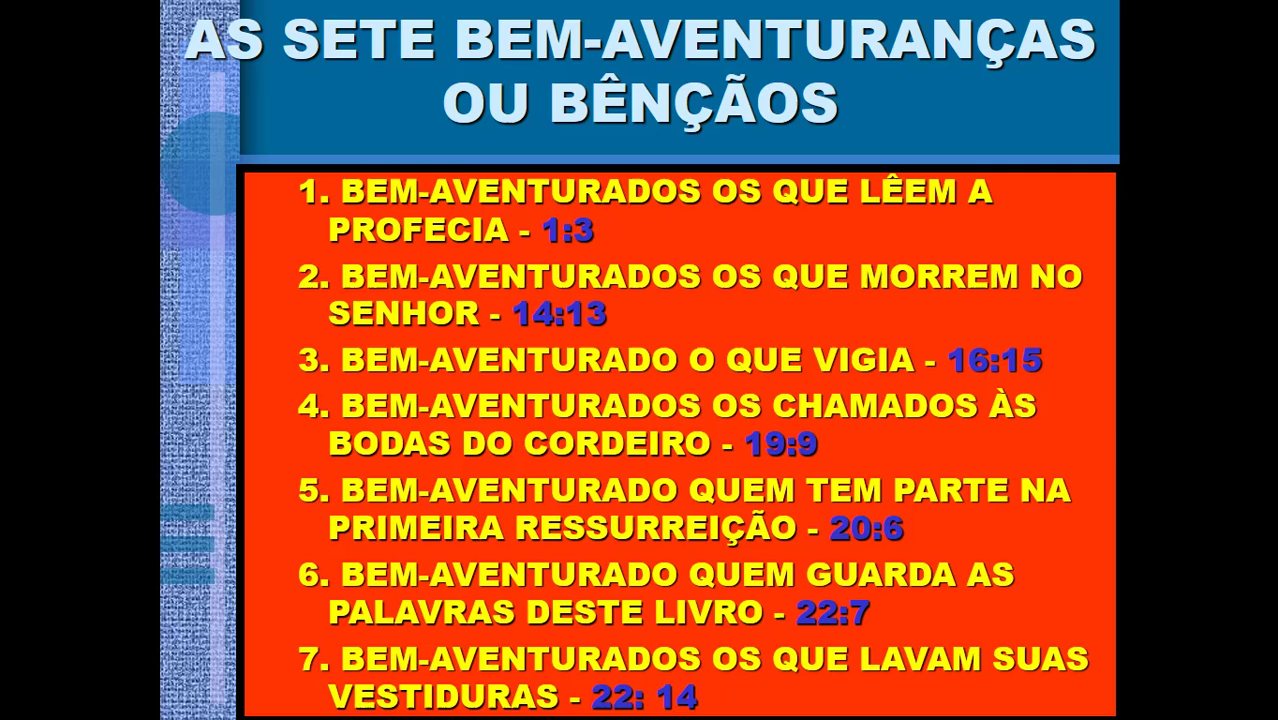 AS SETE BEM-AVENTURANÇAS
OU BÊNÇÃOS
1. BEM-AVENTURADOS OS QUE LÊEM A
PROFECIA - 1:3
2. BEM-AVENTURADOS OS QUE MORREM NO
SENHOR - 14:13
3. BEM-AVENTURADO O QUE VIGIA - 16:15
4. BEM-AVENTURADOS OS CHAMADOS ÀS
BODAS DO CORDEIRO - 19:9
5. BEM-AVENTURADO QUEM TEM PARTE NA
PRIMEIRA RESSURREIÇÃO - 20:6
6. BEM-AVENTURADO QUEM GUARDA AS
PALAVRAS DESTE LIVRO - 22:7
7. BEM-AVENTURADOS OS QUE LAVAM SUAS
VESTIDURAS - 22: 14